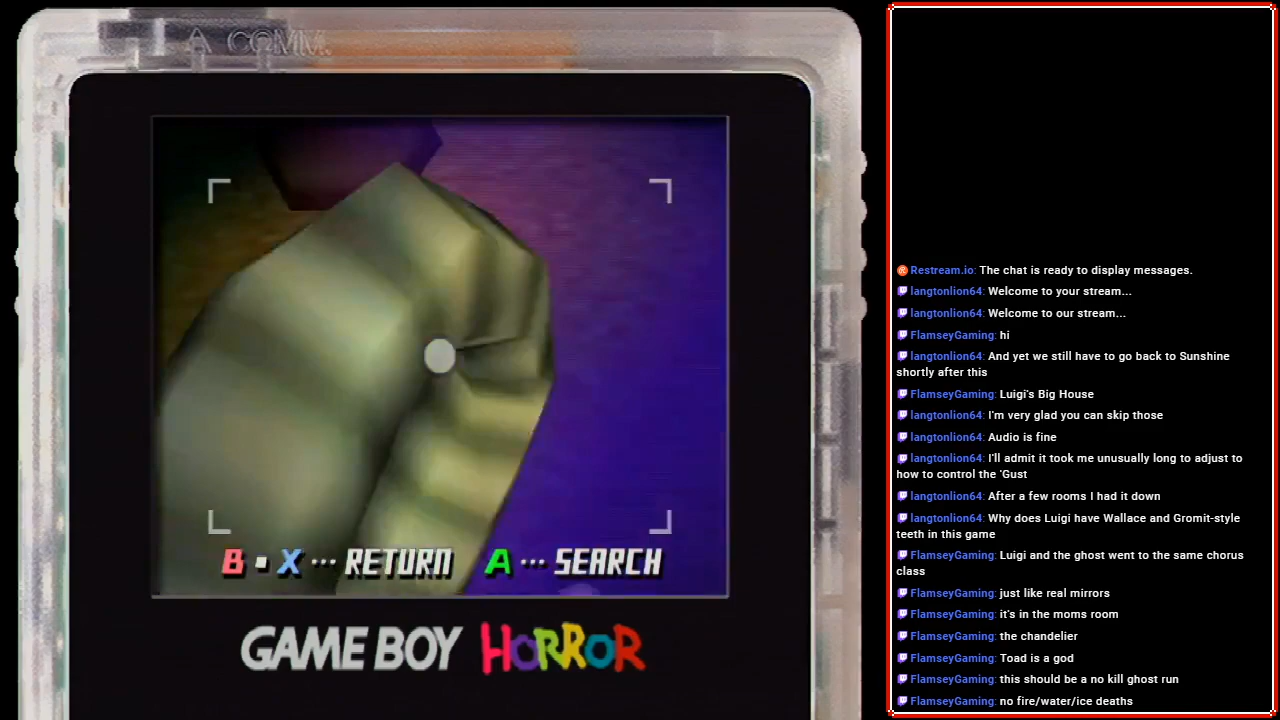 A COMM.
B • X ··· RETURN A ··· SEARCH
GAME BOY HORROR
Restream.io: The chat is ready to display messages.
langtonlion64: Welcome to your stream...
langtonlion64: Welcome to our stream...
FlamseyGaming: hi
langtonlion64: And yet we still have to go back to Sunshine
shortly after this
FlamseyGaming: Luigi's Big House
langtonlion64: I'm very glad you can skip those
langtonlion64: Audio is fine
langtonlion64: I'll admit it took me unusually long to adjust to
how to control the 'Gust
langtonlion64: After a few rooms I had it down
langtonlion64: Why does Luigi have Wallace and Gromit-style
teeth in this game
FlamseyGaming: Luigi and the ghost went to the same chorus
class
FlamseyGaming: just like real mirrors
FlamseyGaming: it's in the moms room
FlamseyGaming: the chandelier
FlamseyGaming: Toad is a god
FlamseyGaming: this should be a no kill ghost run
FlamseyGaming: no fire/water/ice deaths